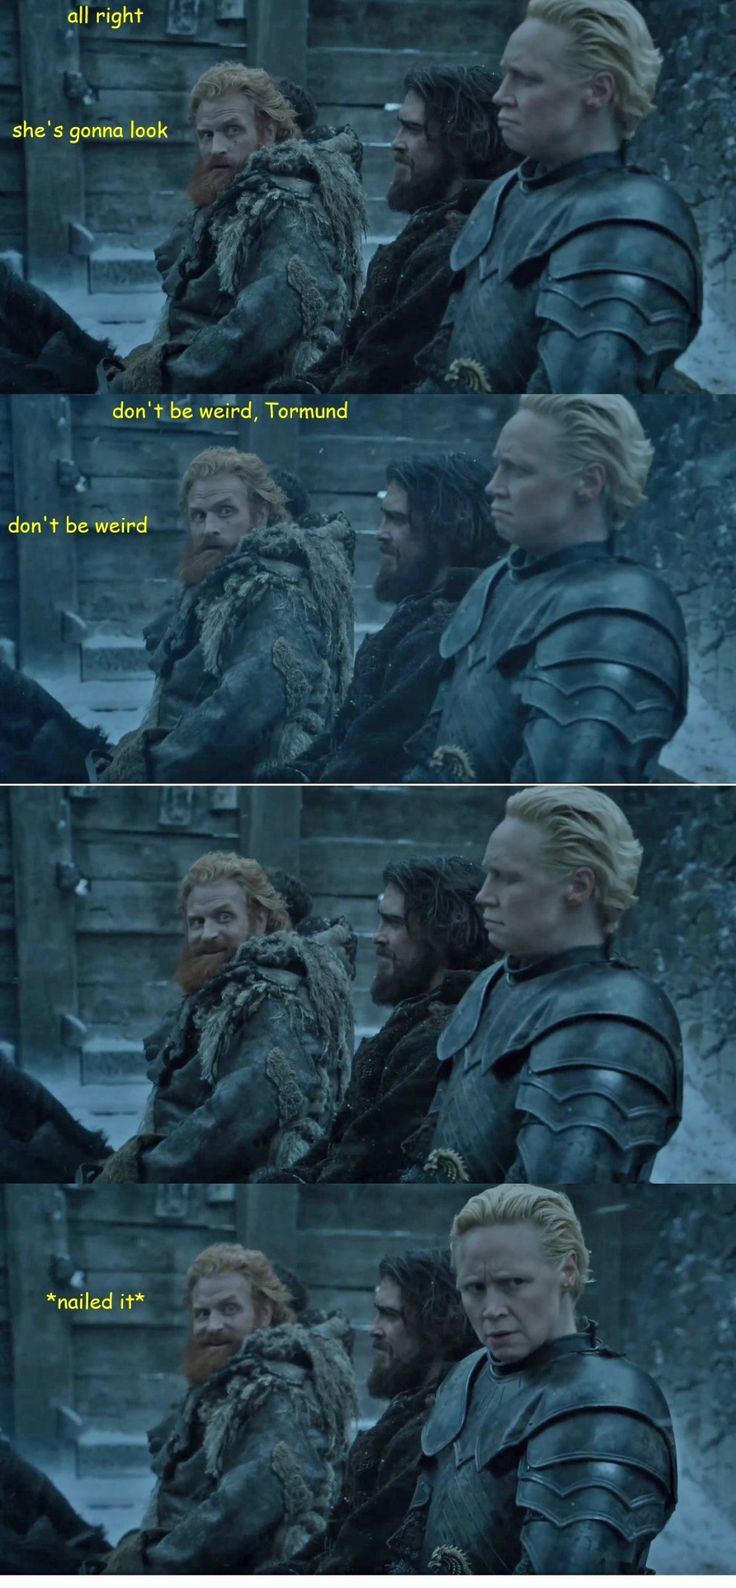 all right
she's gonna look
don't be weird, Tormund
don't be weird
*nailed it*